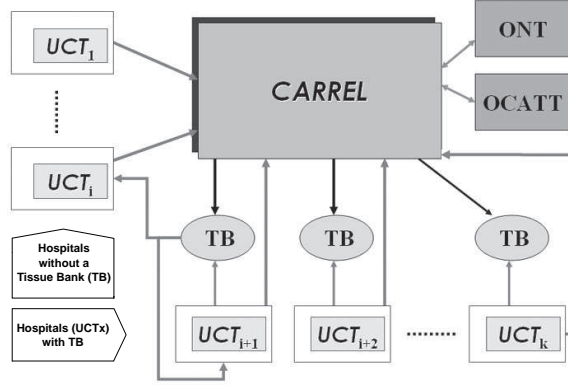 UCT1
CARREL
ONT
OCATT
UCTi
TB
TB
TB
Hospitals
without a
Tissue Bank (TB)
Hospitals (UCTx)
with TB
UCTi+1
UCTi+2
UCTk